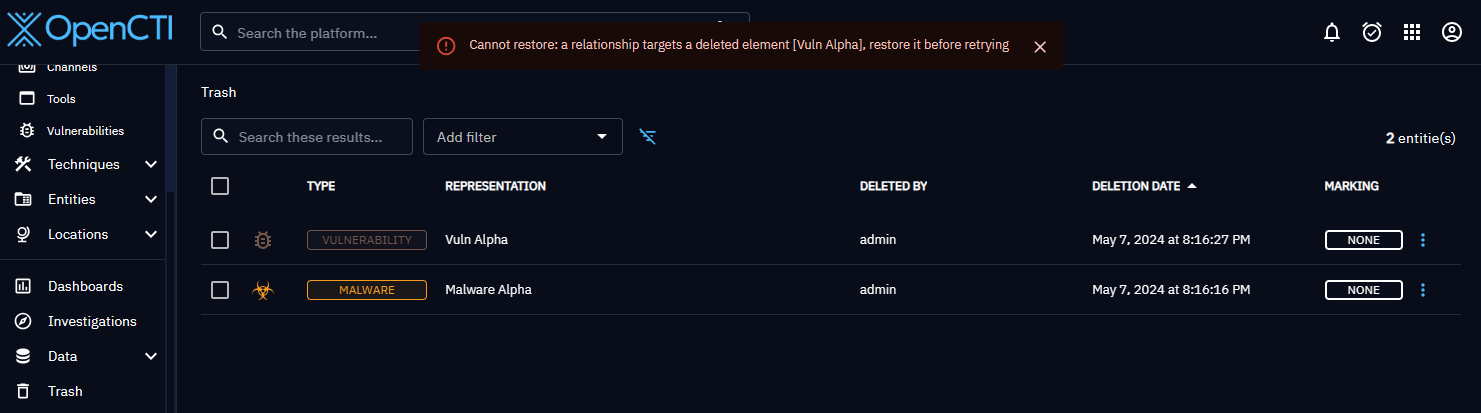 OpenCTI
Search the platform...
Cannot restore: a relationship targets a deleted element [Vuln Alpha], restore it before retrying
Channels
Tools
Vulnerabilities
Techniques
Entities
Locations
Dashboards
Investigations
Data
Trash
Trash
Search these results...
Add filter
2 entitie(s)
TYPE REPRESENTATION DELETED BY DELETION DATE MARKING
VULNERABILITY Vuln Alpha admin May 7, 2024 at 8:16:27 PM NONE
MALWARE Malware Alpha admin May 7, 2024 at 8:16:16 PM NONE